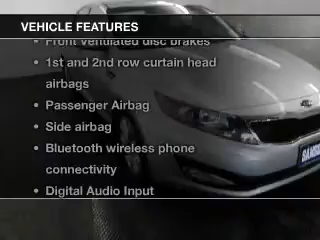 VEHICLE FEATURES
• Front Ventilated disc brakes
• 1st and 2nd row curtain head
airbags
• Passenger Airbag
• Side airbag
• Bluetooth wireless phone
connectivity
• Digital Audio Input